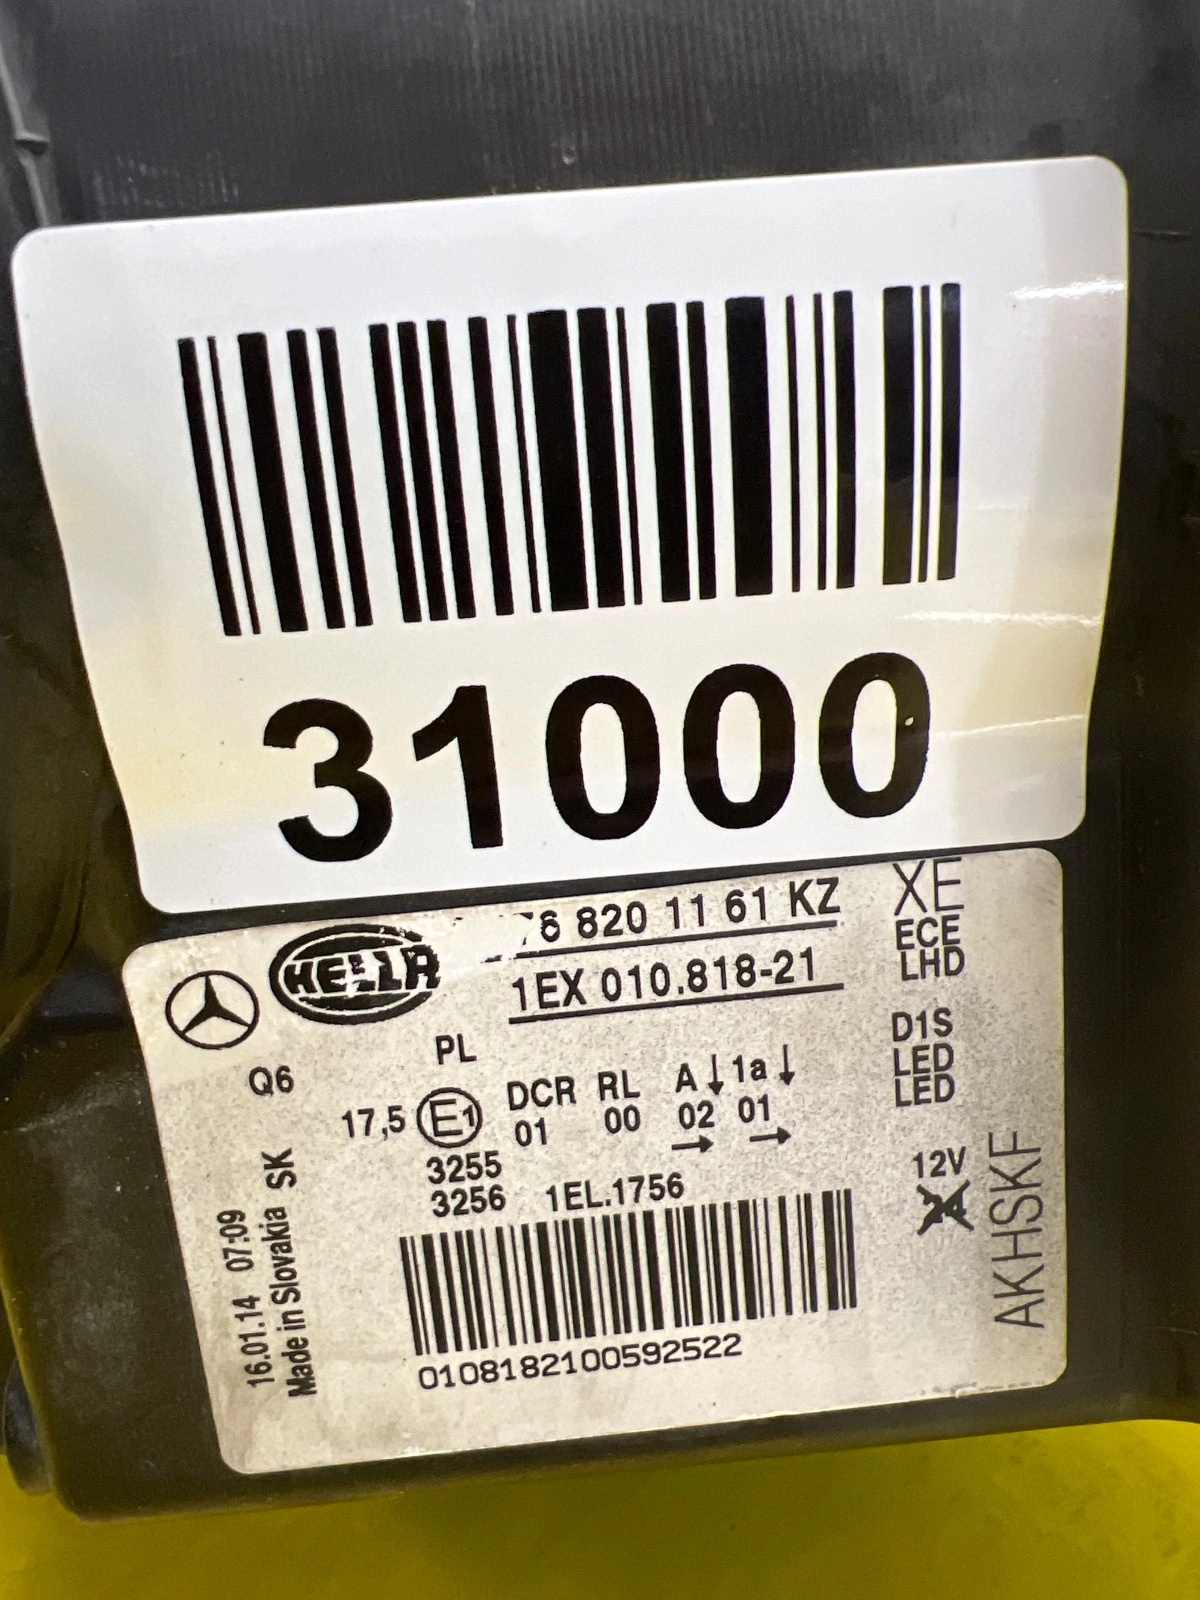 31000
76 820 11 61 KZ
XE
HELLA
1EX 010.818-21
ECE
LHD
Q6
PL
D1S
LED
LED
17,5 E1 DCR RL A↓ 1a↓
01 00 02 01
→ →
3255
3256 1EL.1756
12V
AKHSKF
16.01.14 07:09
Made in Slovakia SK
0108182100592522